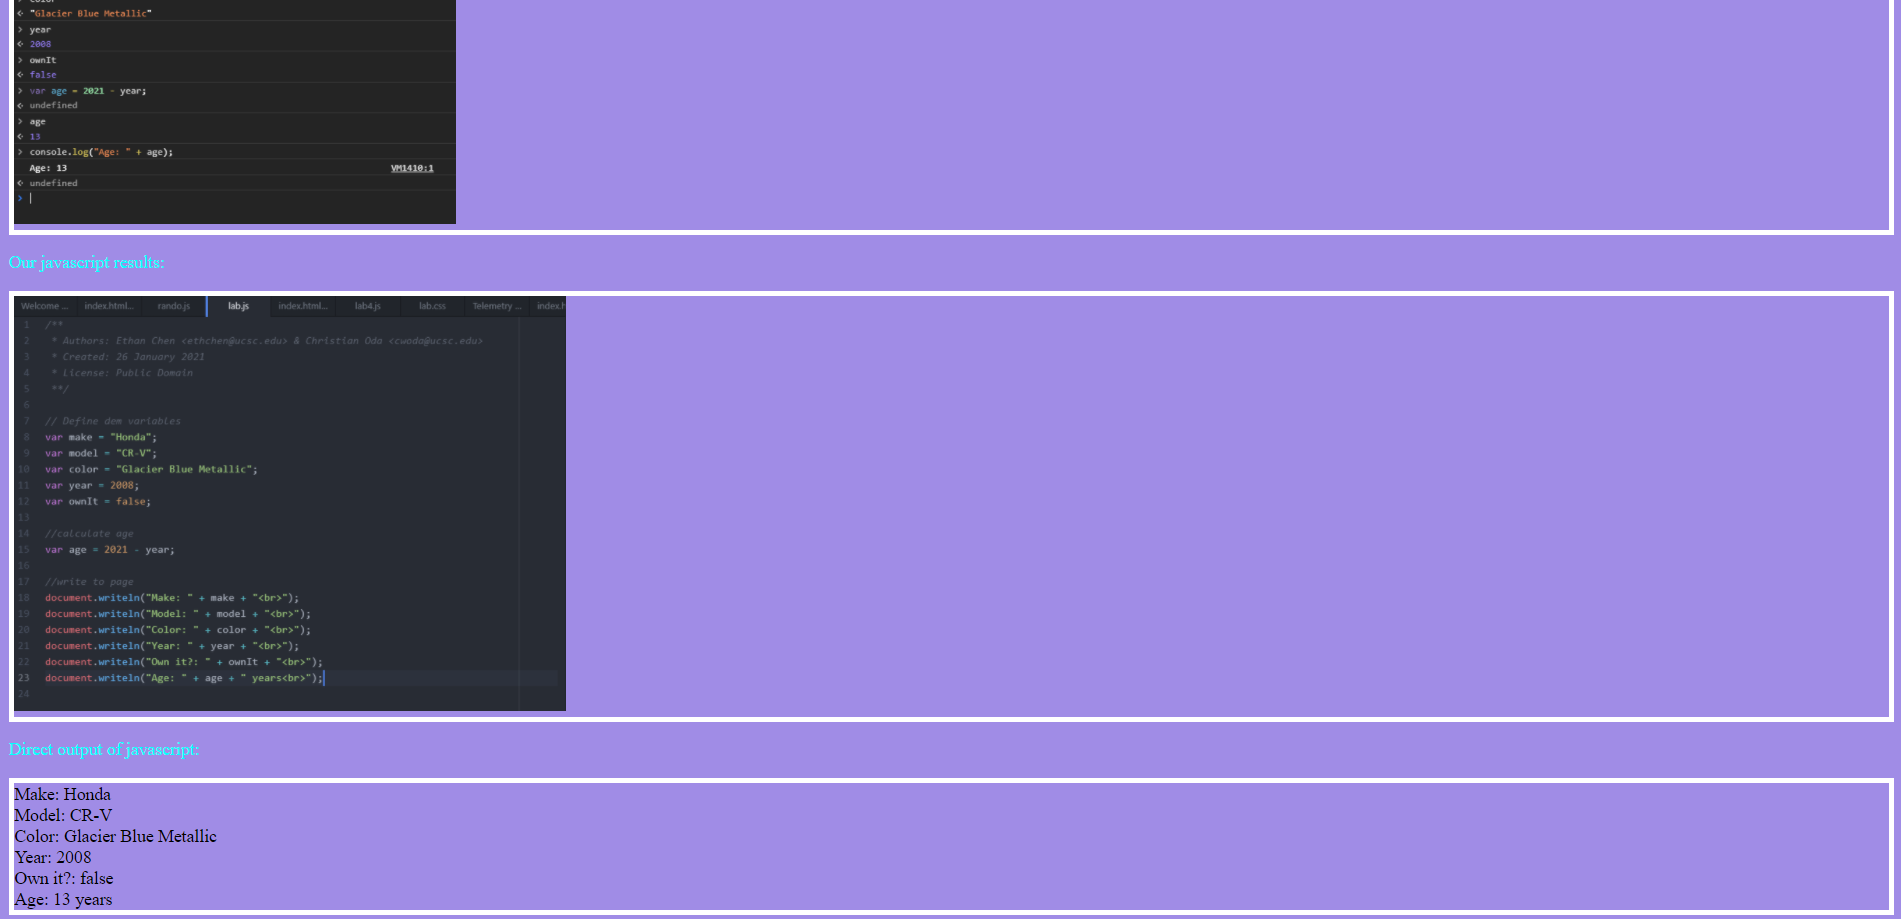 "Glacier Blue Metallic"
> year
2008
> ownIt
false
> var age = 2021 - year;
undefined
> age
13
> console.log("Age: " + age);
Age: 13 VM1410:1
undefined
>
Our javascript results:
Welcome ... index.html... rando.js lab.js index.html... lab4.js lab.css Telemetry ... index.h
1 /**
2 * Authors: Ethan Chen <ethchen@ucsc.edu> & Christian Oda <cwoda@ucsc.edu>
3 * Created: 26 January 2021
4 * License: Public Domain
5 **/
6
7 // Define dem variables
8 var make = "Honda";
9 var model = "CR-V";
10 var color = "Glacier Blue Metallic";
11 var year = 2008;
12 var ownIt = false;
13
14 //calculate age
15 var age = 2021 - year;
16
17 //write to page
18 document.writeln("Make: " + make + "<br>");
19 document.writeln("Model: " + model + "<br>");
20 document.writeln("Color: " + color + "<br>");
21 document.writeln("Year: " + year + "<br>");
22 document.writeln("Own it?: " + ownIt + "<br>");
23 document.writeln("Age: " + age + " years<br>");
24
Direct output of javascript:
Make: Honda
Model: CR-V
Color: Glacier Blue Metallic
Year: 2008
Own it?: false
Age: 13 years